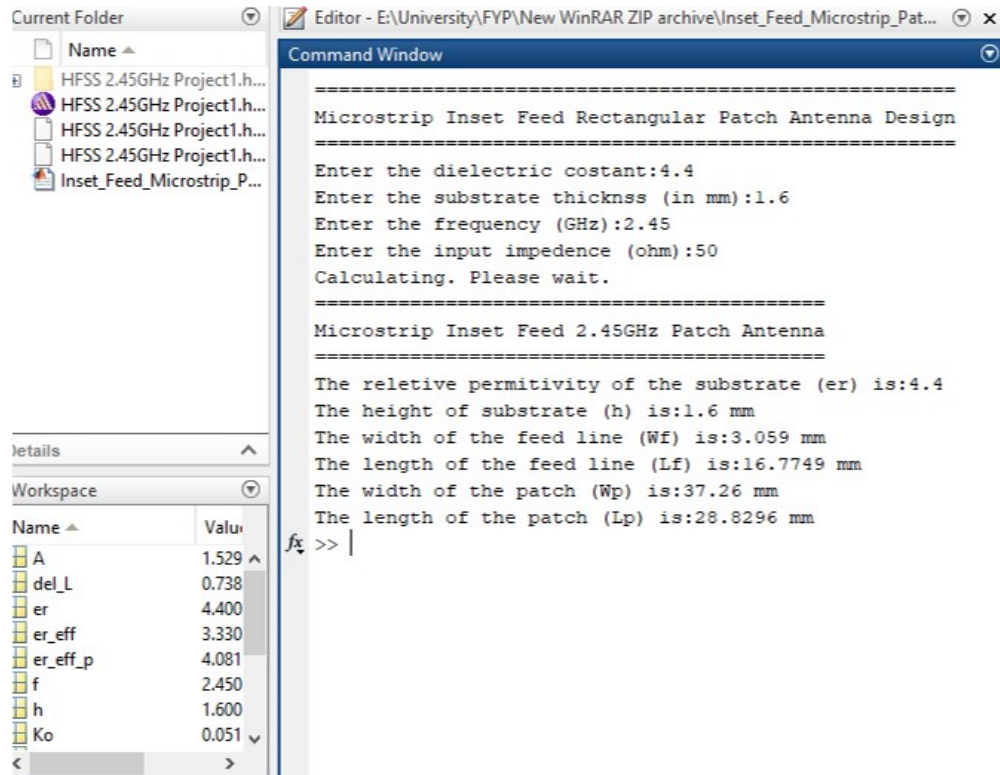 Current Folder
Name
HFSS 2.45GHz Project1.h...
HFSS 2.45GHz Project1.h...
HFSS 2.45GHz Project1.h...
HFSS 2.45GHz Project1.h...
Inset_Feed_Microstrip_P...
Details
Workspace
Name Value
A 1.529
del_L 0.738
er 4.400
er_eff 3.330
er_eff_p 4.081
f 2.450
h 1.600
Ko 0.051
Editor - E:\University\FYP\New WinRAR ZIP archive\Inset_Feed_Microstrip_Pat...
Command Window
======================================================
Microstrip Inset Feed Rectangular Patch Antenna Design
======================================================
Enter the dielectric costant:4.4
Enter the substrate thicknss (in mm):1.6
Enter the frequency (GHz):2.45
Enter the input impedence (ohm):50
Calculating. Please wait.
===========================================
Microstrip Inset Feed 2.45GHz Patch Antenna
===========================================
The reletive permitivity of the substrate (er) is:4.4
The height of substrate (h) is:1.6 mm
The width of the feed line (Wf) is:3.059 mm
The length of the feed line (Lf) is:16.7749 mm
The width of the patch (Wp) is:37.26 mm
The length of the patch (Lp) is:28.8296 mm
fx >>